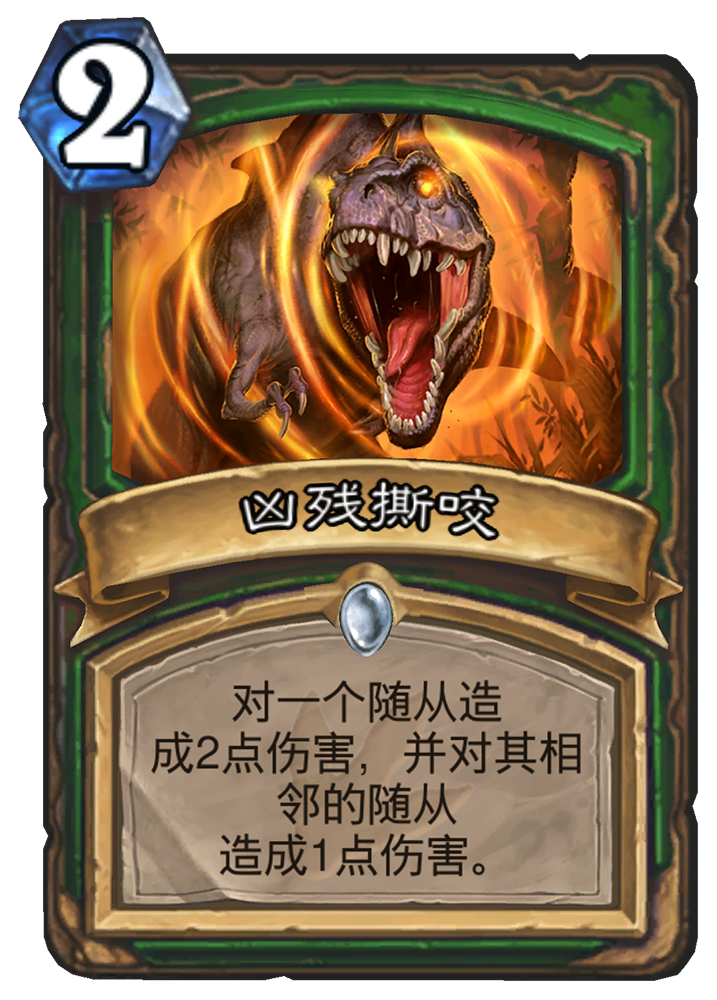 2
凶残撕咬
对一个随从造
成2点伤害，并对其相
邻的随从
造成1点伤害。